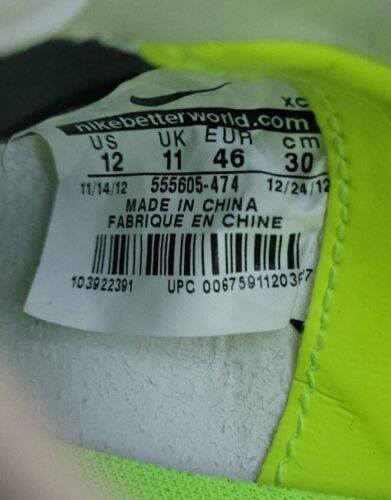 XC
nikebetterworld.com
US UK EUR cm
12 11 46 30
11/14/12 555605-474 12/24/12
MADE IN CHINA
FABRIQUE EN CHINE
103922391 UPC